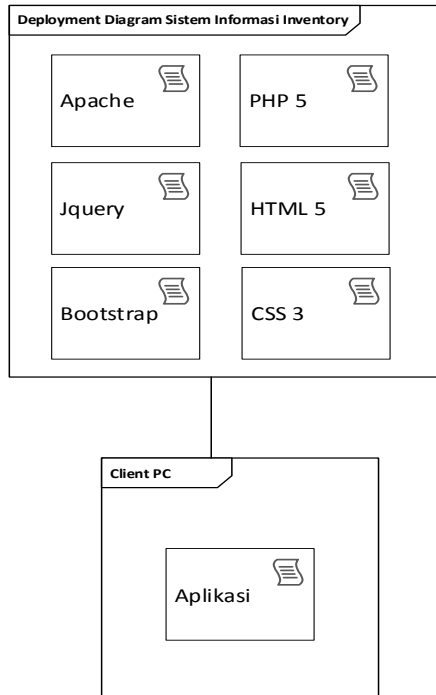 Deployment Diagram Sistem Informasi Inventory
Apache
PHP 5
Jquery
HTML 5
Bootstrap
CSS 3
Client PC
Aplikasi